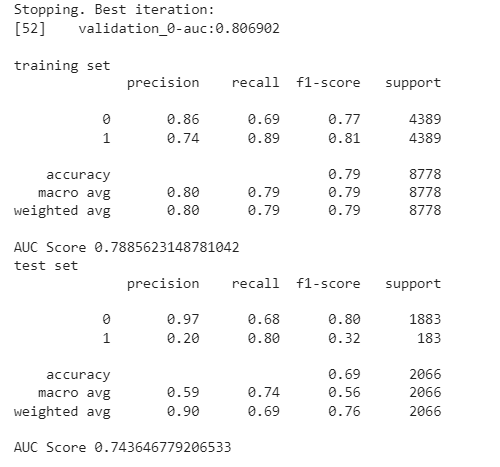 Stopping. Best iteration:
[52]    validation_0-auc:0.806902
training set
              precision    recall  f1-score   support
           0       0.86      0.69      0.77      4389
           1       0.74      0.89      0.81      4389
    accuracy                           0.79      8778
   macro avg       0.80      0.79      0.79      8778
weighted avg       0.80      0.79      0.79      8778
AUC Score 0.7885623148781042
test set
              precision    recall  f1-score   support
           0       0.97      0.68      0.80      1883
           1       0.20      0.80      0.32       183
    accuracy                           0.69      2066
   macro avg       0.59      0.74      0.56      2066
weighted avg       0.90      0.69      0.76      2066
AUC Score 0.743646779206533